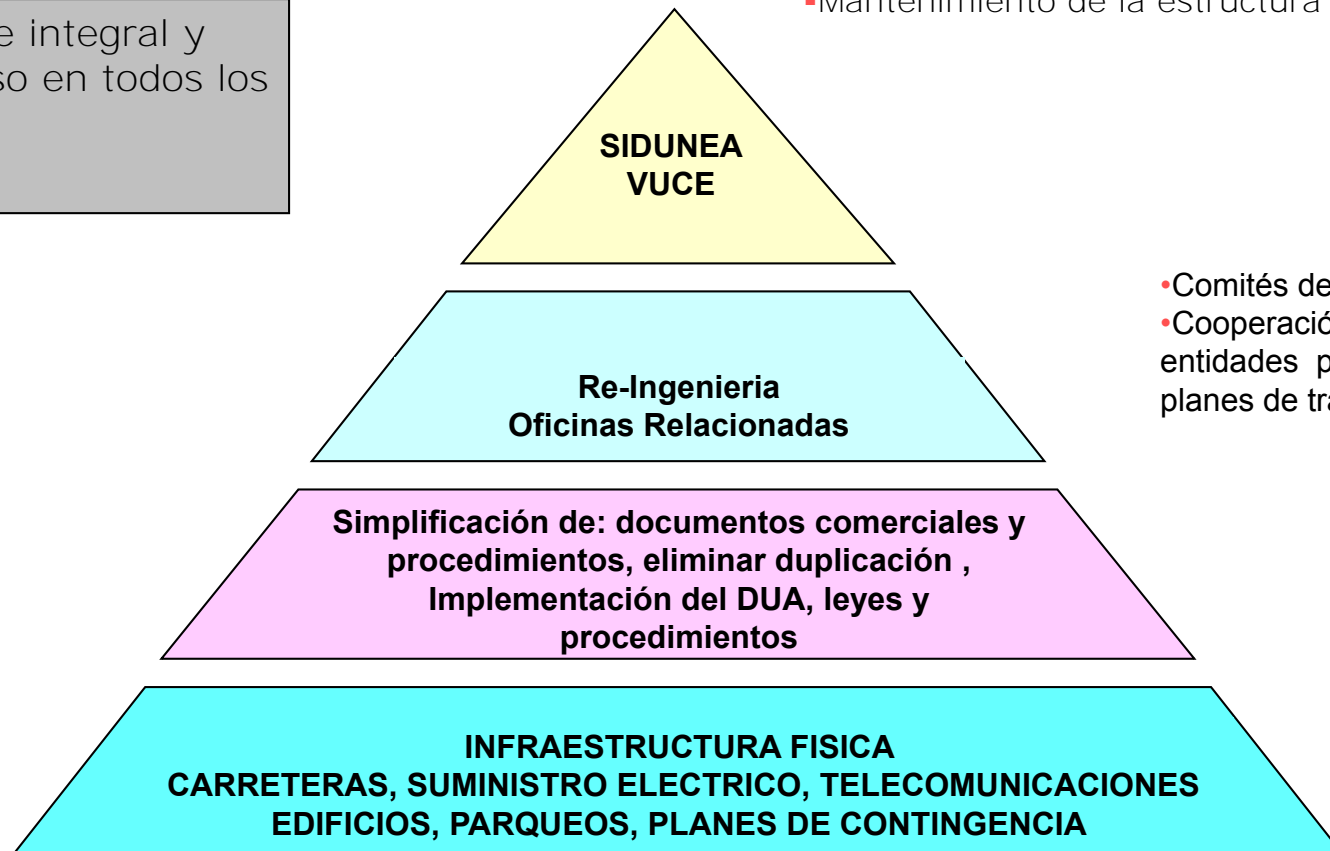 ▪Mantenimiento de la estructura
e integral y
so en todos los
SIDUNEA
VUCE
•Comités de
•Cooperació
entidades p
planes de tra
Re-Ingenieria
Oficinas Relacionadas
Simplificación de: documentos comerciales y
procedimientos, eliminar duplicación ,
Implementación del DUA, leyes y
procedimientos
INFRAESTRUCTURA FISICA
CARRETERAS, SUMINISTRO ELECTRICO, TELECOMUNICACIONES
EDIFICIOS, PARQUEOS, PLANES DE CONTINGENCIA